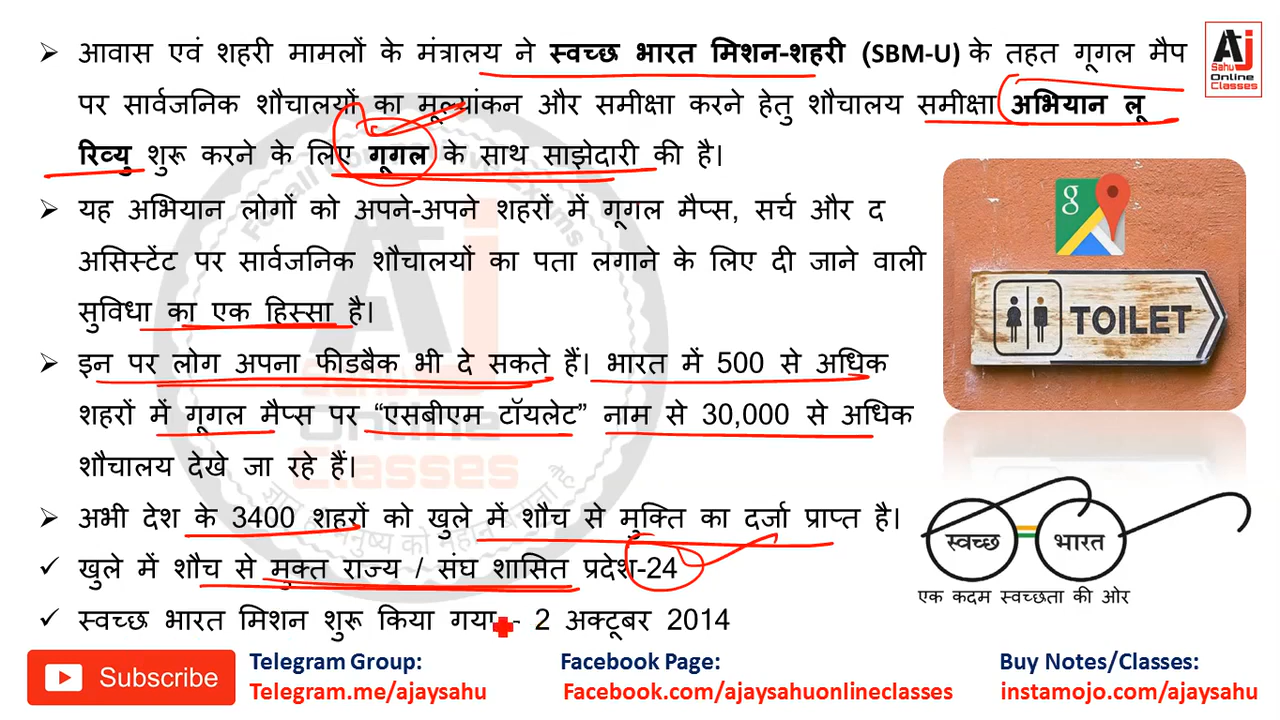 ➢ आवास एवं शहरी मामलों के मंत्रालय ने स्वच्छ भारत मिशन-शहरी (SBM-U) के तहत गूगल मैप
पर सार्वजनिक शौचालयों का मूल्यांकन और समीक्षा करने हेतु शौचालय समीक्षा अभियान लू
रिव्यु शुरू करने के लिए गूगल के साथ साझेदारी की है।
➢ यह अभियान लोगों को अपने-अपने शहरों में गूगल मैप्स, सर्च और द
असिस्टेंट पर सार्वजनिक शौचालयों का पता लगाने के लिए दी जाने वाली
सुविधा का एक हिस्सा है।
➢ इन पर लोग अपना फीडबैक भी दे सकते हैं। भारत में 500 से अधिक
शहरों में गूगल मैप्स पर “एसबीएम टॉयलेट” नाम से 30,000 से अधिक
शौचालय देखे जा रहे हैं।
➢ अभी देश के 3400 शहरों को खुले में शौच से मुक्ति का दर्जा प्राप्त है।
✓ खुले में शौच से मुक्त राज्य / संघ शासित प्रदेश-24
✓ स्वच्छ भारत मिशन शुरू किया गया - 2 अक्टूबर 2014
Aj
Sahu
Online
Classes
g
TOILET
स्वच्छ भारत
एक कदम स्वच्छता की ओर
Aj
Online
Classes
Subscribe
Telegram Group:
Telegram.me/ajaysahu
Facebook Page:
Facebook.com/ajaysahuonlineclasses
Buy Notes/Classes:
instamojo.com/ajaysahu